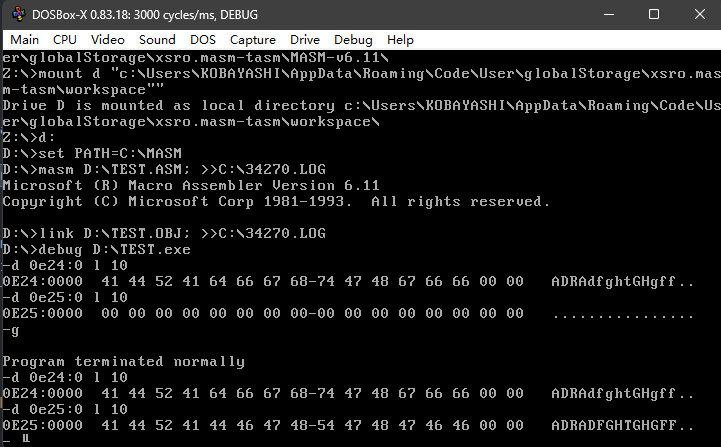 DOSBox-X 0.83.18: 3000 cycles/ms, DEBUG
Main CPU Video Sound DOS Capture Drive Debug Help
er\globalStorage\xsro.masm-tasm\MASM-v6.11\
Z:\>mount d "c:\Users\KOBAYASHI\AppData\Roaming\Code\User\globalStorage\xsro.mas
m-tasm\workspace""
Drive D is mounted as local directory c:\Users\KOBAYASHI\AppData\Roaming\Code\Us
er\globalStorage\xsro.masm-tasm\workspace\
Z:\>d:
D:\>set PATH=C:\MASM
D:\>masm D:\TEST.ASM; >>C:\34270.LOG
Microsoft (R) Macro Assembler Version 6.11
Copyright (C) Microsoft Corp 1981-1993.  All rights reserved.
D:\>link D:\TEST.OBJ; >>C:\34270.LOG
D:\>debug D:\TEST.exe
-d 0e24:0 l 10
0E24:0000  41 44 52 41 64 66 67 68-74 47 48 67 66 66 00 00   ADRAdfghtGHgff..
-d 0e25:0 l 10
0E25:0000  00 00 00 00 00 00 00 00-00 00 00 00 00 00 00 00   ................
-g
Program terminated normally
-d 0e24:0 l 10
0E24:0000  41 44 52 41 64 66 67 68-74 47 48 67 66 66 00 00   ADRAdfghtGHgff..
-d 0e25:0 l 10
0E25:0000  41 44 52 41 44 46 47 48-54 47 48 47 46 46 00 00   ADRADFGHTGHGFF..
-